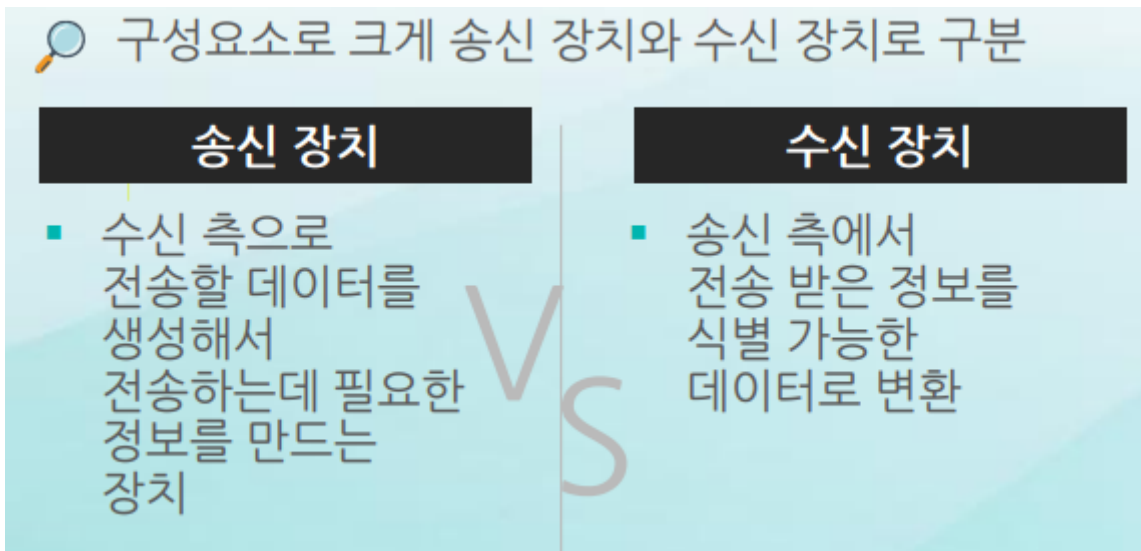 구성요소로 크게 송신 장치와 수신 장치로 구분
송신 장치
수신 측으로
전송할 데이터를
생성해서
전송하는데 필요한
정보를 만드는
장치
VS
수신 장치
송신 측에서
전송 받은 정보를
식별 가능한
데이터로 변환